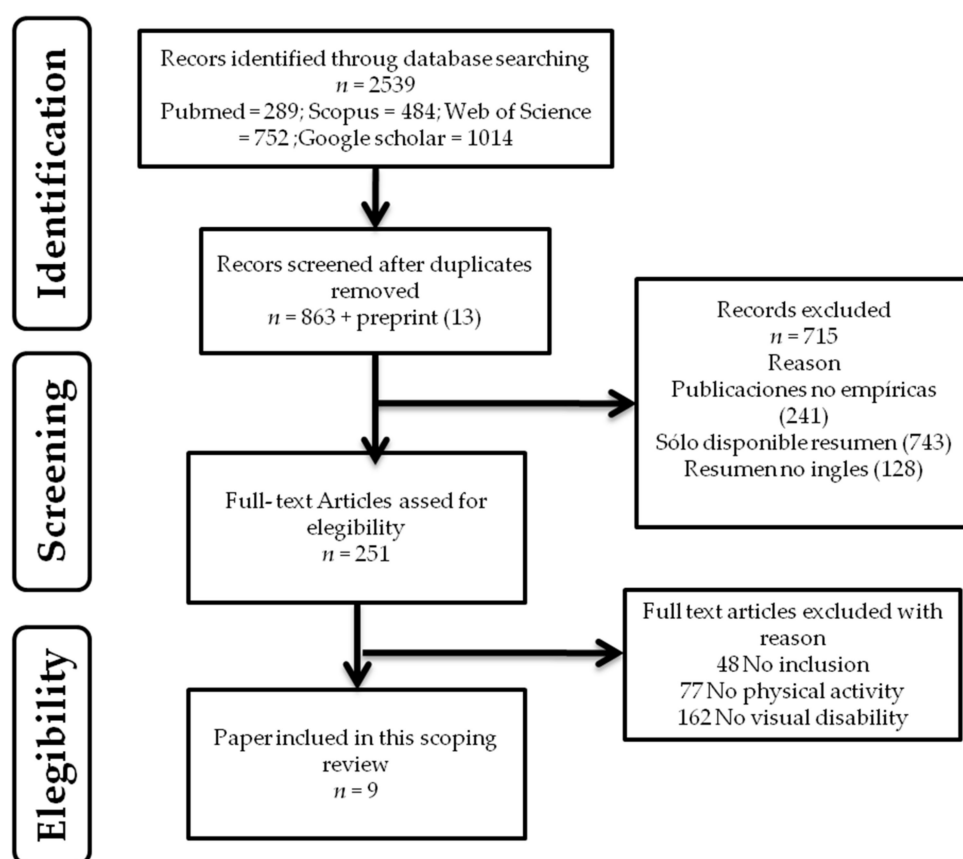 Identification
Recors identified throug database searching
n = 2539
Pubmed = 289; Scopus = 484; Web of Science
= 752 ;Google scholar = 1014
Recors screened after duplicates
removed
n = 863 + preprint (13)
Records excluded
n = 715
Reason
Publicaciones no empíricas
(241)
Sólo disponible resumen (743)
Resumen no ingles (128)
Screening
Full- text Articles assed for
elegibility
n = 251
Full text articles excluded with
reason
48 No inclusion
77 No physical activity
162 No visual disability
Elegibility
Paper inclued in this scoping
review
n = 9